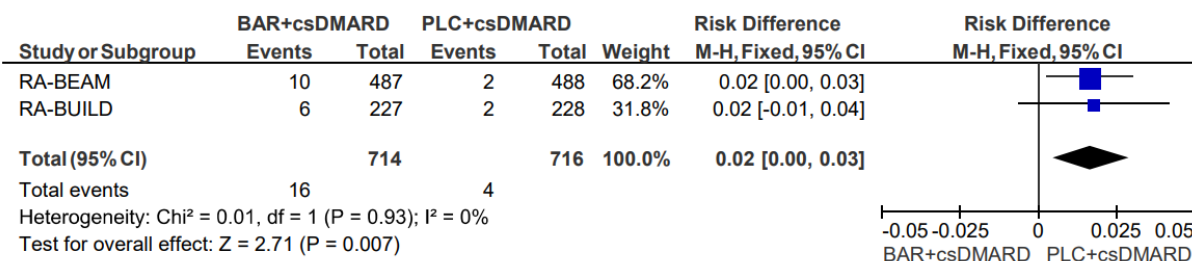 BAR+csDMARD PLC+csDMARD Risk Difference Risk Difference
Study or Subgroup Events Total Events Total Weight M-H, Fixed, 95% CI M-H, Fixed, 95% CI
RA-BEAM 10 487 2 488 68.2% 0.02 [0.00, 0.03]
RA-BUILD 6 227 2 228 31.8% 0.02 [-0.01, 0.04]
Total (95% CI) 714 716 100.0% 0.02 [0.00, 0.03]
Total events 16 4
Heterogeneity: Chi² = 0.01, df = 1 (P = 0.93); I² = 0%
Test for overall effect: Z = 2.71 (P = 0.007)
-0.05 -0.025 0 0.025 0.05
BAR+csDMARD PLC+csDMARD